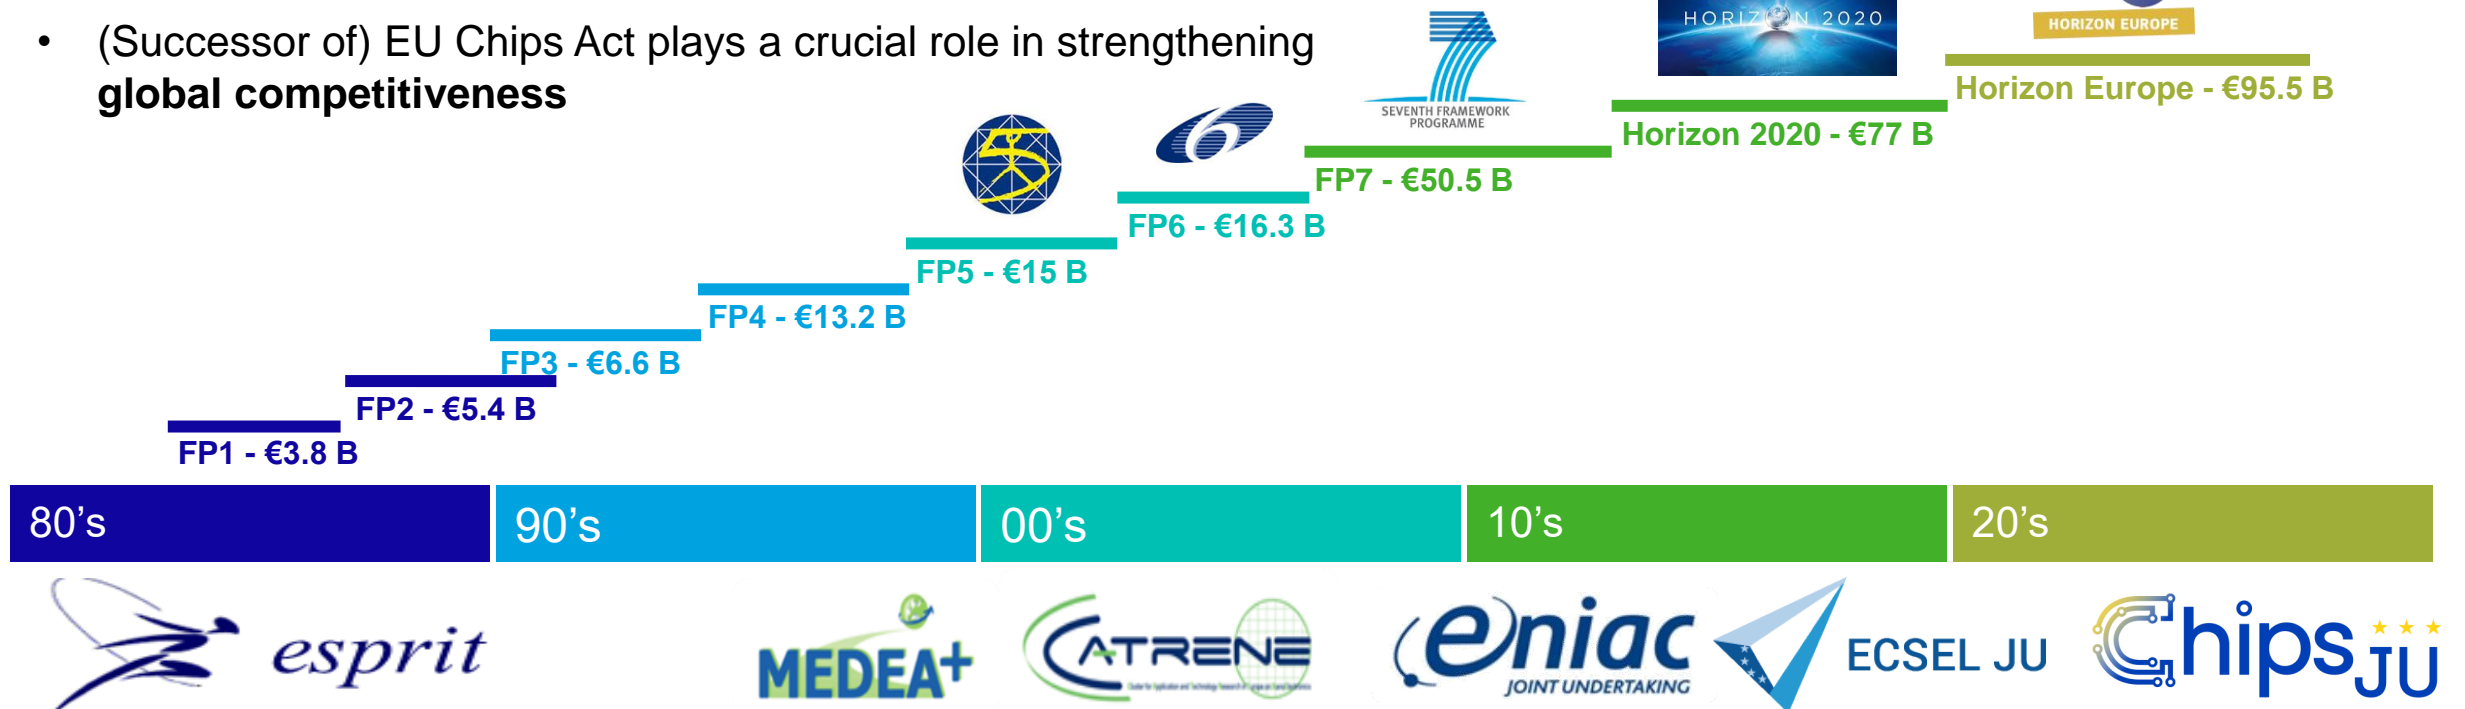 • (Successor of) EU Chips Act plays a crucial role in strengthening
global competitiveness
HORIZON 2020
HORIZON EUROPE
Horizon Europe - €95.5 B
7
SEVENTH FRAMEWORK
PROGRAMME
Horizon 2020 - €77 B
6
5
FP7 - €50.5 B
FP6 - €16.3 B
FP5 - €15 B
FP4 - €13.2 B
FP3 - €6.6 B
FP2 - €5.4 B
FP1 - €3.8 B
80’s
90’s
00’s
10’s
20’s
esprit
MEDEA+
CATRENE
eniac
JOINT UNDERTAKING
ECSEL JU
Chips JU